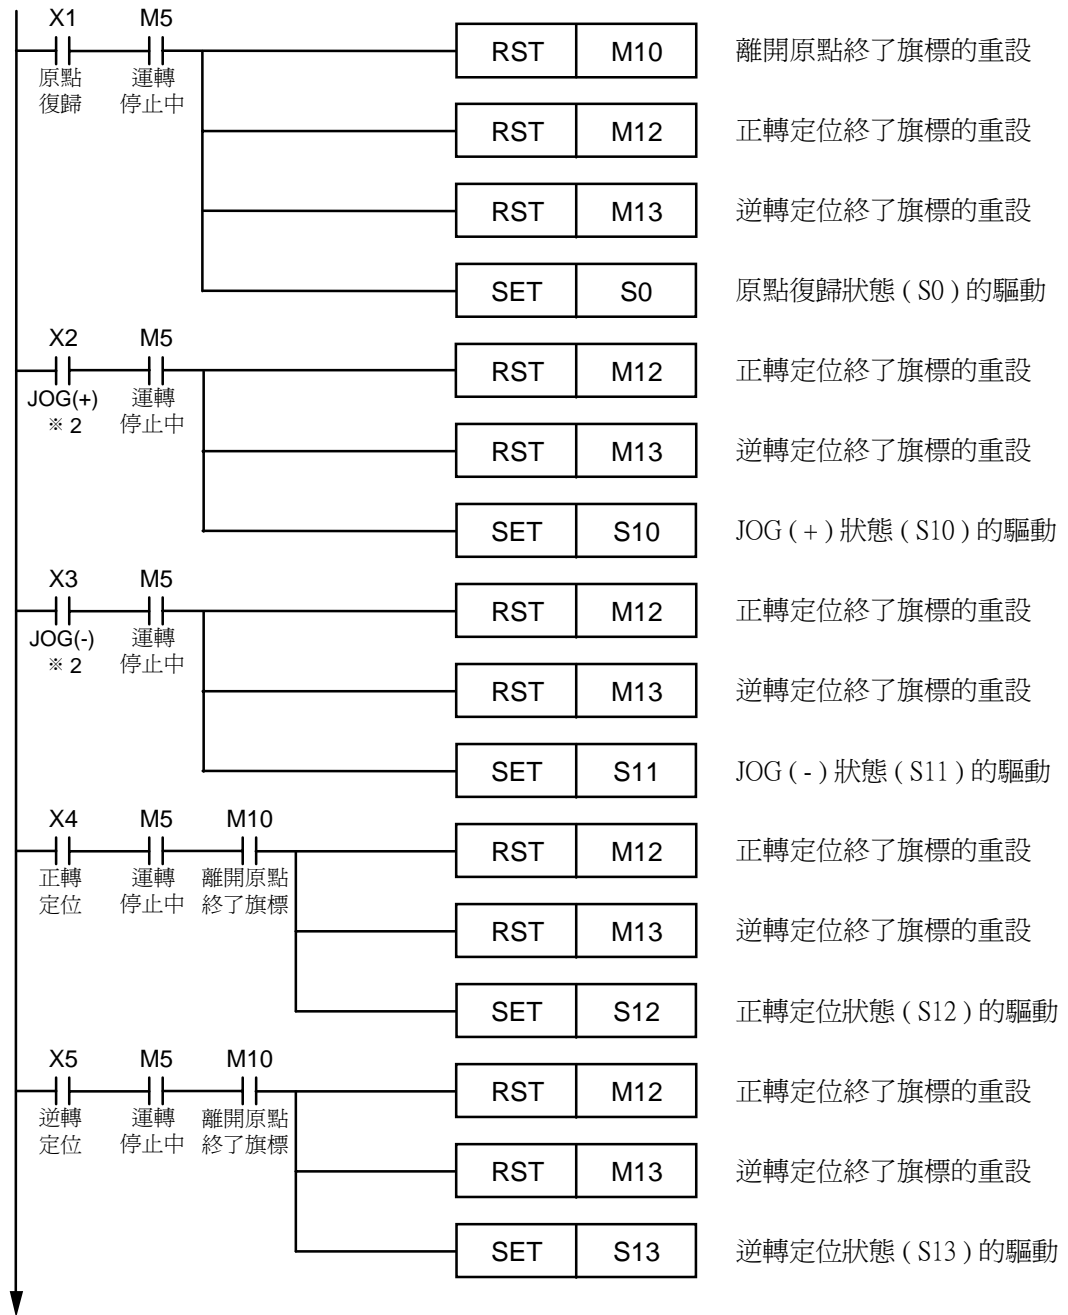 X1 M5
RST M10 離開原點終了旗標的重設
原點 運轉
復歸 停止中
RST M12 正轉定位終了旗標的重設
RST M13 逆轉定位終了旗標的重設
SET S0 原點復歸狀態 ( S0 ) 的驅動
X2 M5
RST M12 正轉定位終了旗標的重設
JOG(+) 運轉
※ 2 停止中
RST M13 逆轉定位終了旗標的重設
SET S10 JOG ( + ) 狀態 ( S10 ) 的驅動
X3 M5
RST M12 正轉定位終了旗標的重設
JOG(-) 運轉
※ 2 停止中
RST M13 逆轉定位終了旗標的重設
SET S11 JOG ( - ) 狀態 ( S11 ) 的驅動
X4 M5 M10
RST M12 正轉定位終了旗標的重設
正轉 運轉 離開原點
定位 停止中 終了旗標
RST M13 逆轉定位終了旗標的重設
SET S12 正轉定位狀態 ( S12 ) 的驅動
X5 M5 M10
RST M12 正轉定位終了旗標的重設
逆轉 運轉 離開原點
定位 停止中 終了旗標
RST M13 逆轉定位終了旗標的重設
SET S13 逆轉定位狀態 ( S13 ) 的驅動